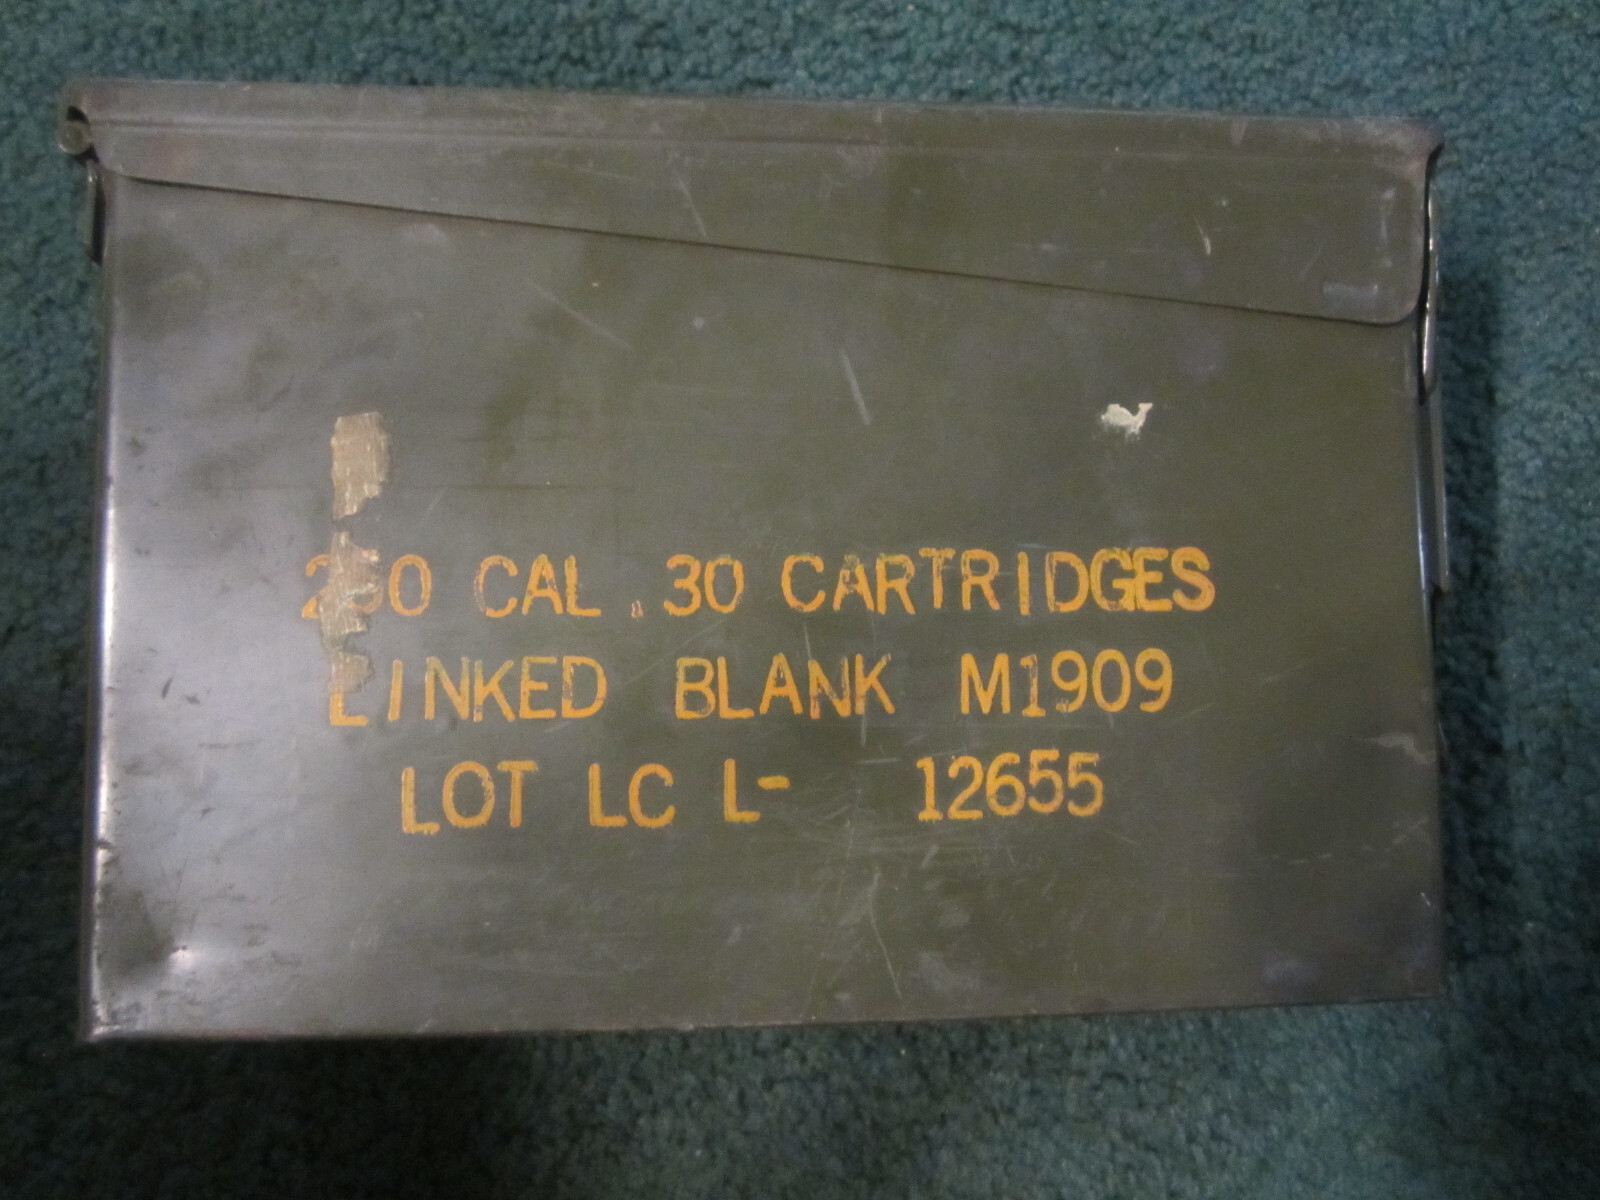 CAL .30 CARTRIDGES
LINKED BLANK M1909
LOT LC L- 12655